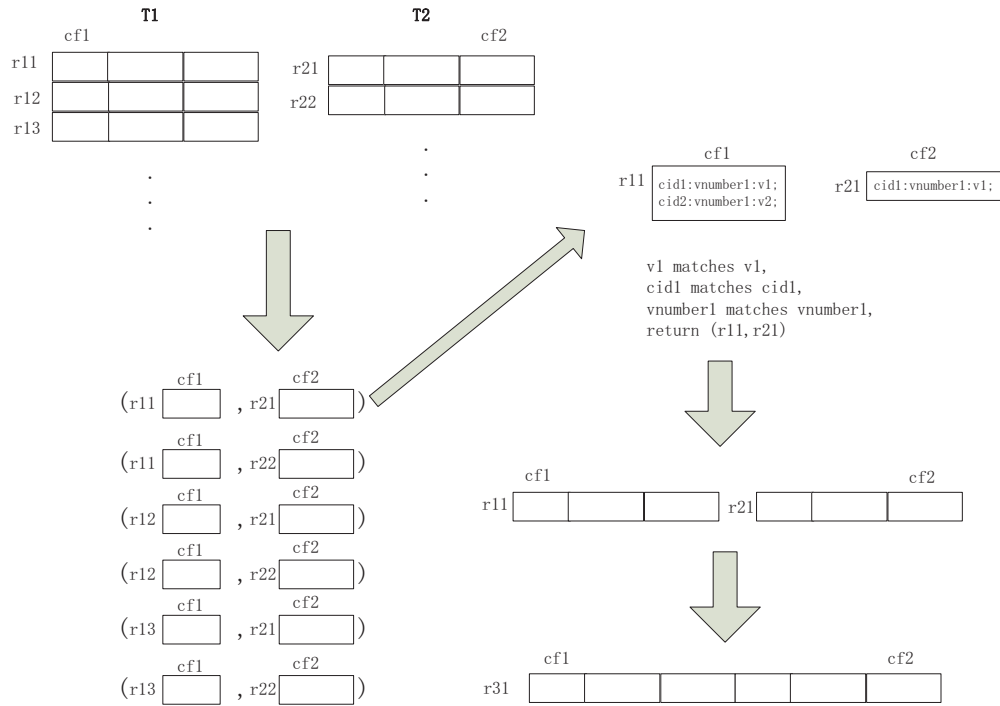 T1
T2
cf1
cf2
r11
r12
r13
r21
r22
cf1
cf2
r11
cid1:vnumber1:v1;
cid2:vnumber1:v2;
r21
cid1:vnumber1:v1;
v1 matches v1,
cid1 matches cid1,
vnumber1 matches vnumber1,
return (r11,r21)
cf1 cf2
(r11 ,r21 )
cf1 cf2
(r11 ,r22 )
cf1 cf2
(r12 ,r21 )
cf1 cf2
(r12 ,r22 )
cf1 cf2
(r13 ,r21 )
cf1 cf2
(r13 ,r22 )
cf1
cf2
r11
r21
cf1
cf2
r31